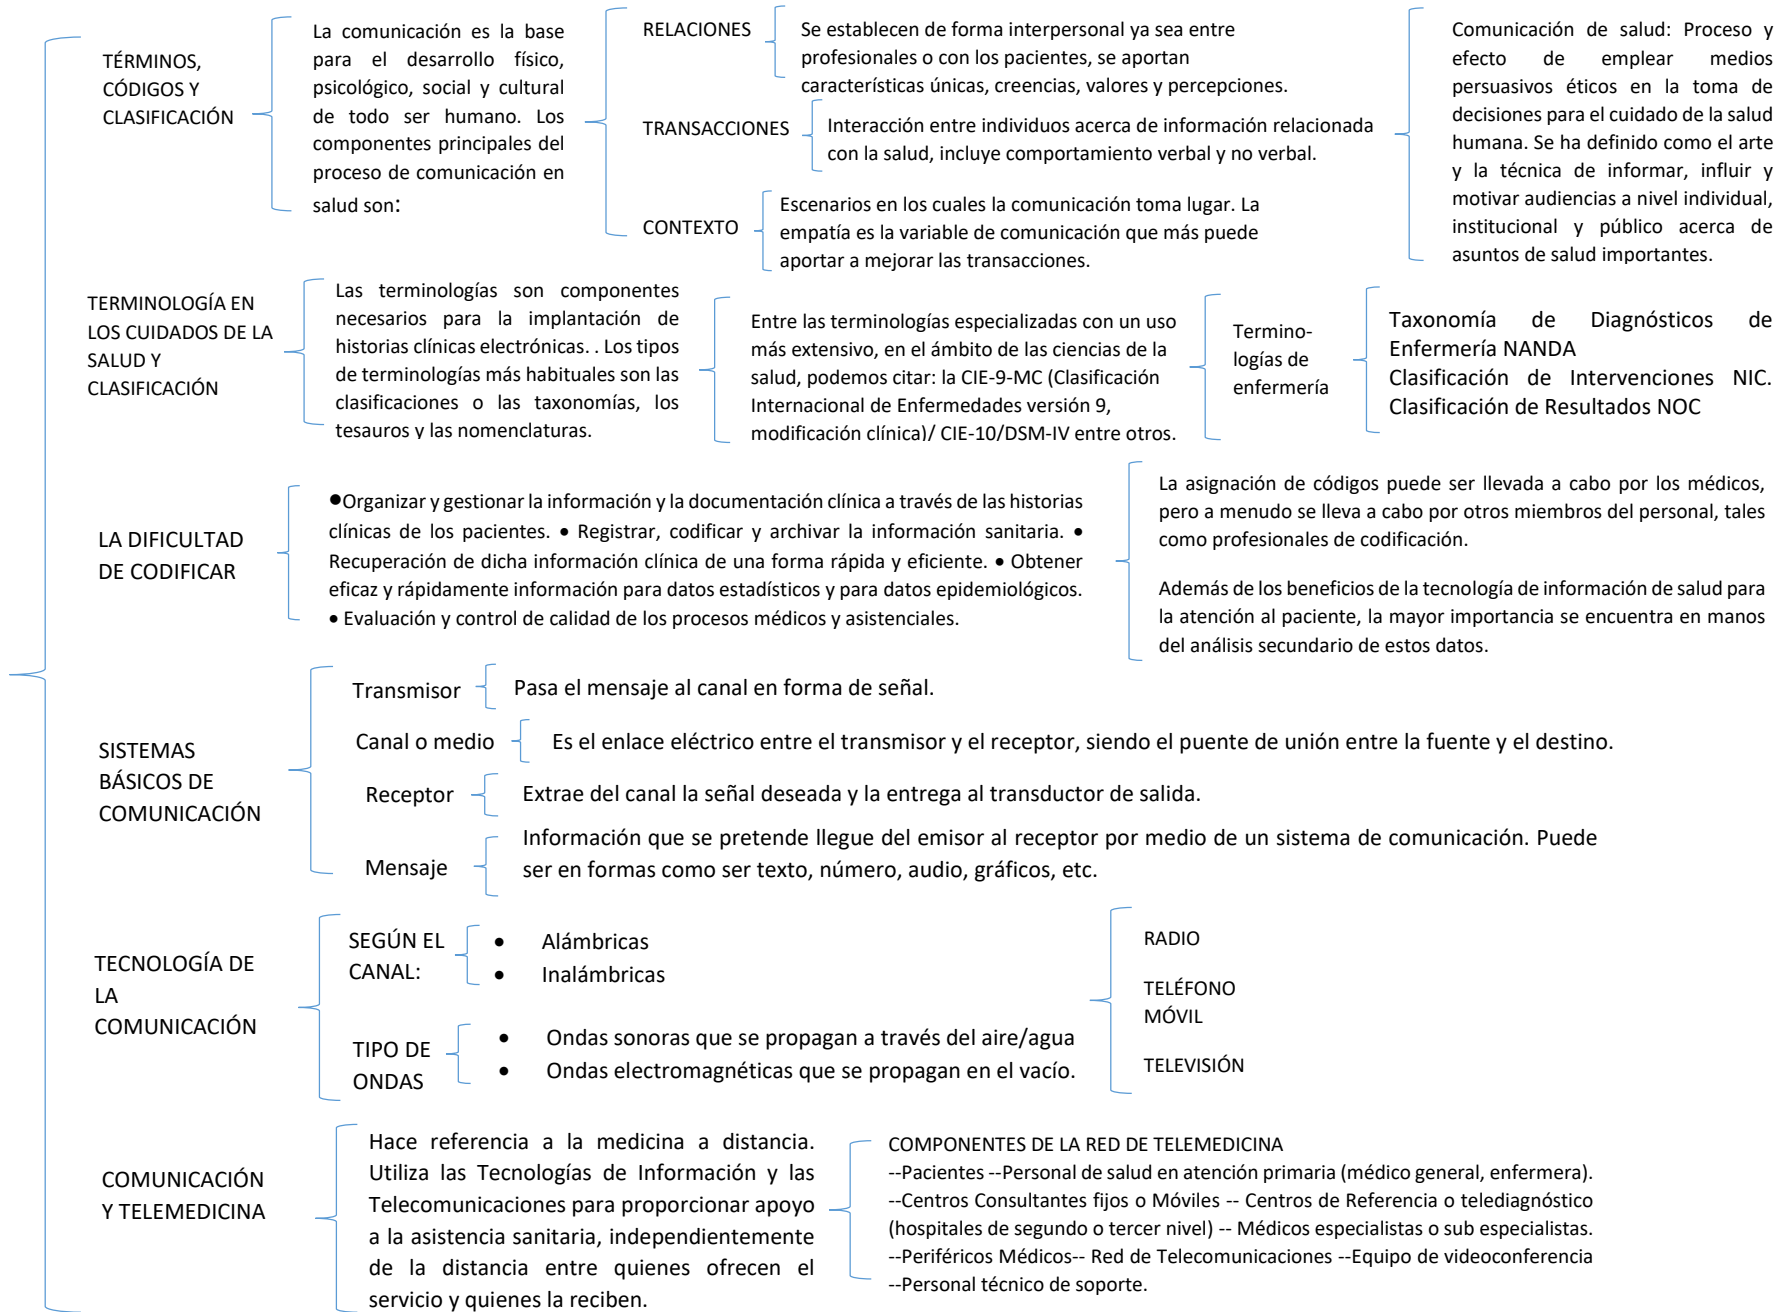 TÉRMINOS,
CÓDIGOS Y
CLASIFICACIÓN
La comunicación es la base
para el desarrollo físico,
psicológico, social y cultural
de todo ser humano. Los
componentes principales del
proceso de comunicación en
salud son:
RELACIONES
Se establecen de forma interpersonal ya sea entre
profesionales o con los pacientes, se aportan
características únicas, creencias, valores y percepciones.
TRANSACCIONES
Interacción entre individuos acerca de información relacionada
con la salud, incluye comportamiento verbal y no verbal.
CONTEXTO
Escenarios en los cuales la comunicación toma lugar. La
empatía es la variable de comunicación que más puede
aportar a mejorar las transacciones.
Comunicación de salud: Proceso y
efecto de emplear medios
persuasivos éticos en la toma de
decisiones para el cuidado de la salud
humana. Se ha definido como el arte
y la técnica de informar, influir y
motivar audiencias a nivel individual,
institucional y público acerca de
asuntos de salud importantes.
TERMINOLOGÍA EN
LOS CUIDADOS DE LA
SALUD Y
CLASIFICACIÓN
Las terminologías son componentes
necesarios para la implantación de
historias clínicas electrónicas. . Los tipos
de terminologías más habituales son las
clasificaciones o las taxonomías, los
tesauros y las nomenclaturas.
Entre las terminologías especializadas con un uso
más extensivo, en el ámbito de las ciencias de la
salud, podemos citar: la CIE-9-MC (Clasificación
Internacional de Enfermedades versión 9,
modificación clínica)/ CIE-10/DSM-IV entre otros.
Termino-
logías de
enfermería
Taxonomía de Diagnósticos de
Enfermería NANDA
Clasificación de Intervenciones NIC.
Clasificación de Resultados NOC
LA DIFICULTAD
DE CODIFICAR
•Organizar y gestionar la información y la documentación clínica a través de las historias
clínicas de los pacientes. • Registrar, codificar y archivar la información sanitaria. •
Recuperación de dicha información clínica de una forma rápida y eficiente. • Obtener
eficaz y rápidamente información para datos estadísticos y para datos epidemiológicos.
• Evaluación y control de calidad de los procesos médicos y asistenciales.
La asignación de códigos puede ser llevada a cabo por los médicos,
pero a menudo se lleva a cabo por otros miembros del personal, tales
como profesionales de codificación.
Además de los beneficios de la tecnología de información de salud para
la atención al paciente, la mayor importancia se encuentra en manos
del análisis secundario de estos datos.
SISTEMAS
BÁSICOS DE
COMUNICACIÓN
Transmisor
Pasa el mensaje al canal en forma de señal.
Canal o medio
Es el enlace eléctrico entre el transmisor y el receptor, siendo el puente de unión entre la fuente y el destino.
Receptor
Extrae del canal la señal deseada y la entrega al transductor de salida.
Mensaje
Información que se pretende llegue del emisor al receptor por medio de un sistema de comunicación. Puede
ser en formas como ser texto, número, audio, gráficos, etc.
TECNOLOGÍA DE
LA
COMUNICACIÓN
SEGÚN EL
CANAL:
• Alámbricas
• Inalámbricas
TIPO DE
ONDAS
• Ondas sonoras que se propagan a través del aire/agua
• Ondas electromagnéticas que se propagan en el vacío.
RADIO
TELÉFONO
MÓVIL
TELEVISIÓN
COMUNICACIÓN
Y TELEMEDICINA
Hace referencia a la medicina a distancia.
Utiliza las Tecnologías de Información y las
Telecomunicaciones para proporcionar apoyo
a la asistencia sanitaria, independientemente
de la distancia entre quienes ofrecen el
servicio y quienes la reciben.
COMPONENTES DE LA RED DE TELEMEDICINA
--Pacientes --Personal de salud en atención primaria (médico general, enfermera).
--Centros Consultantes fijos o Móviles -- Centros de Referencia o telediagnóstico
(hospitales de segundo o tercer nivel) -- Médicos especialistas o sub especialistas.
--Periféricos Médicos-- Red de Telecomunicaciones --Equipo de videoconferencia
--Personal técnico de soporte.